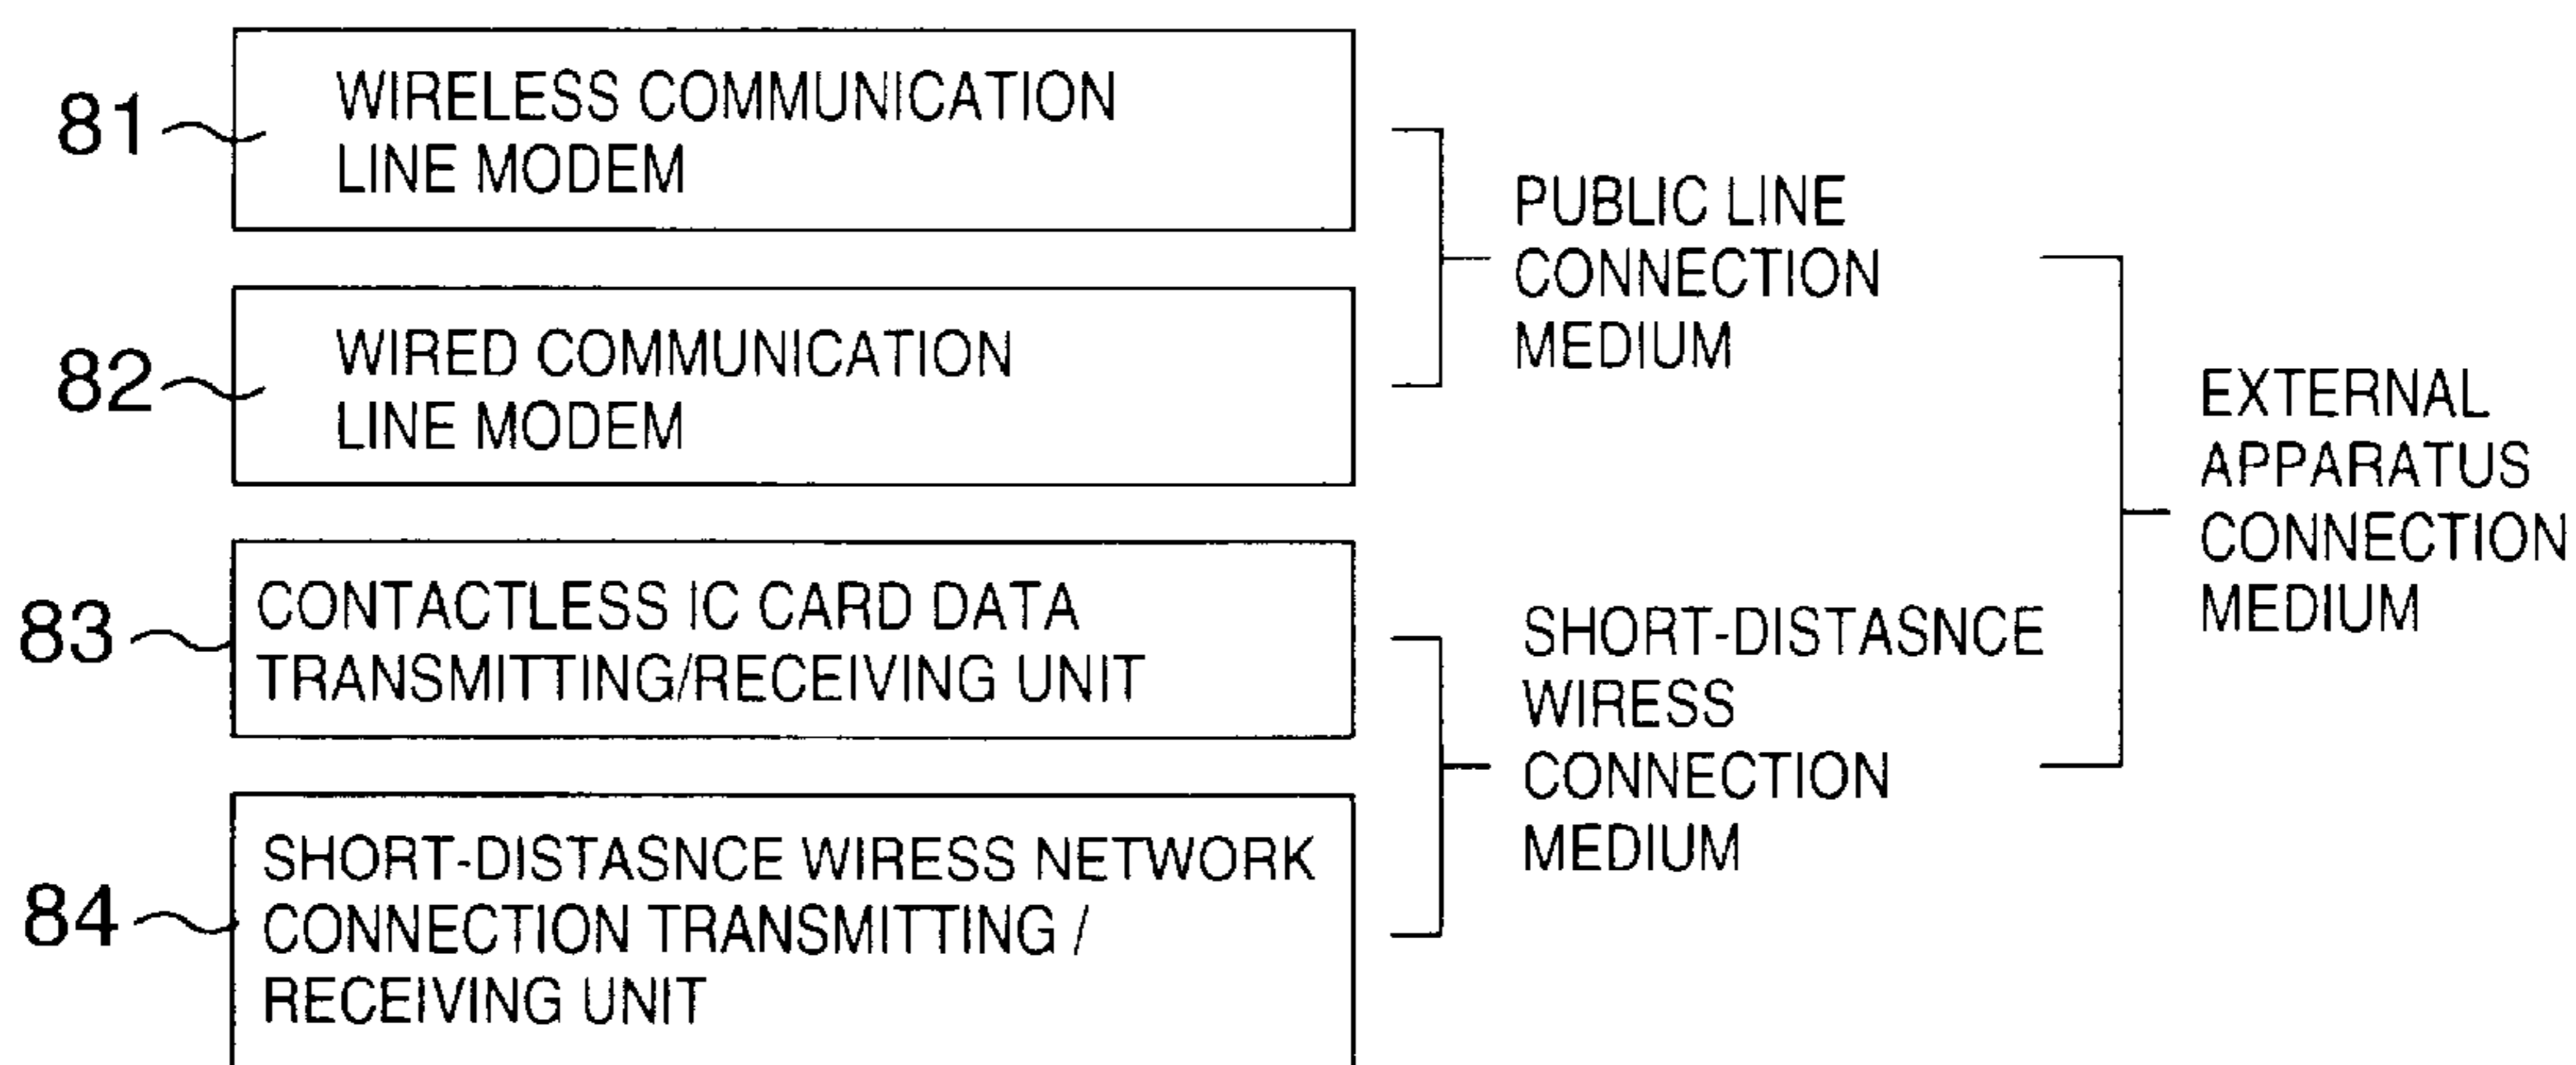 81
WIRELESS COMMUNICATION
LINE MODEM
82
WIRED COMMUNICATION
LINE MODEM
PUBLIC LINE
CONNECTION
MEDIUM
83
CONTACTLESS IC CARD DATA
TRANSMITTING/RECEIVING UNIT
84
SHORT-DISTASNCE WIRESS NETWORK
CONNECTION TRANSMITTING /
RECEIVING UNIT
SHORT-DISTASNCE
WIRESS
CONNECTION
MEDIUM
EXTERNAL
APPARATUS
CONNECTION
MEDIUM